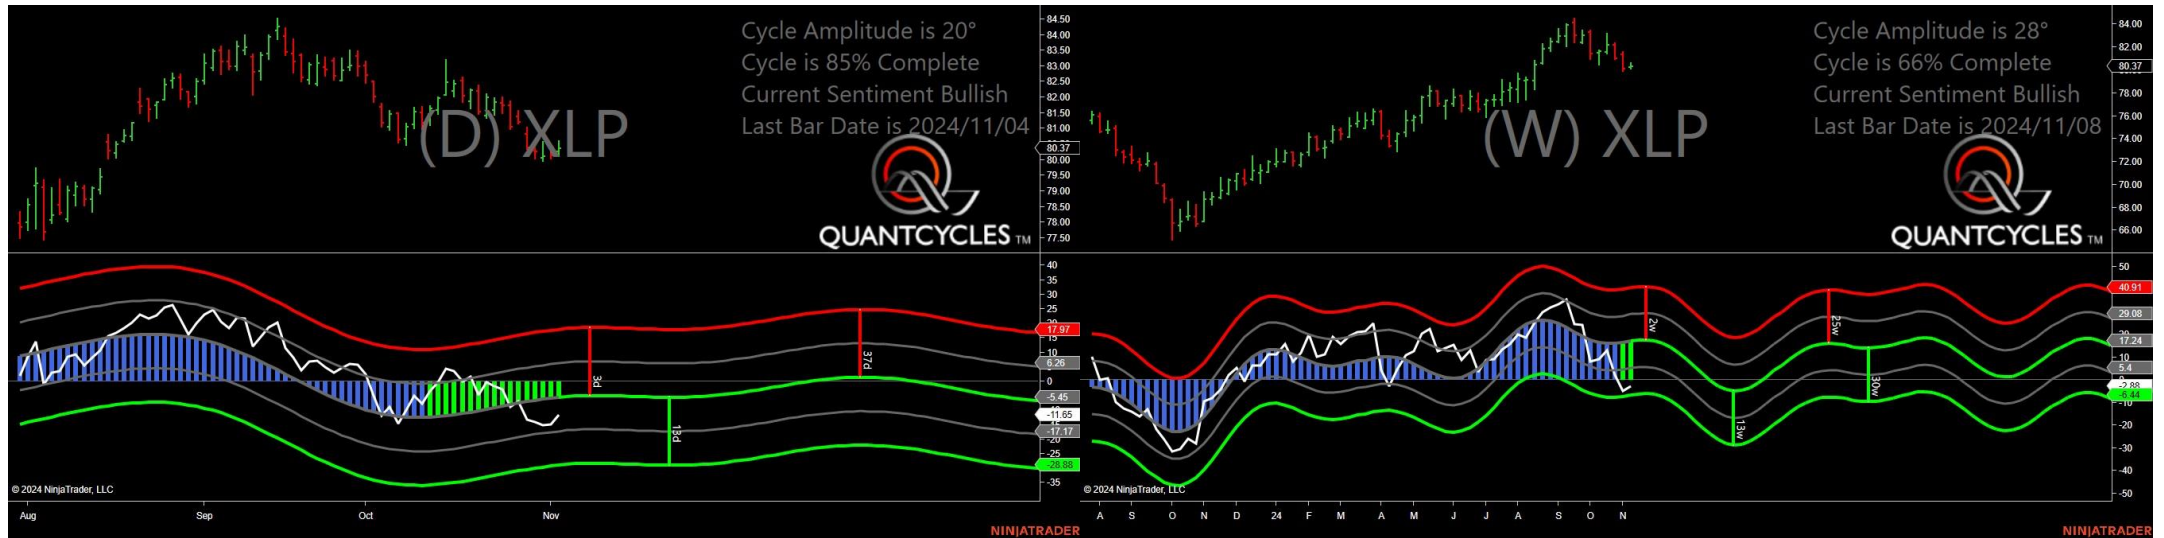 Cycle Amplitude is 20°
Cycle is 85% Complete
Current Sentiment Bullish
Last Bar Date is 2024/11/04
(D) XLP
QUANTCYCLES TM
84.50
84.00
83.50
83.00
82.50
82.00
81.50
81.00
80.37
80.00
79.50
79.00
78.50
78.00
77.50
40
35
30
25
20
17.97
15
10
6.26
0
-5.45
-11.65
-17.17
-20
-28.88
-35
3d
13d
37d
© 2024 NinjaTrader, LLC
Aug
Sep
Oct
Nov
NINJATRADER
Cycle Amplitude is 28°
Cycle is 66% Complete
Current Sentiment Bullish
Last Bar Date is 2024/11/08
(W) XLP
QUANTCYCLES TM
84.00
82.00
80.37
78.00
76.00
74.00
72.00
70.00
68.00
66.00
50
40.91
29.08
20
17.24
10
5.4
-2.88
-6.44
-10
-20
-30
-40
-50
2w
13w
25w
30w
© 2024 NinjaTrader, LLC
A S O N D 24 F M A M J J A S O N
NINJATRADER